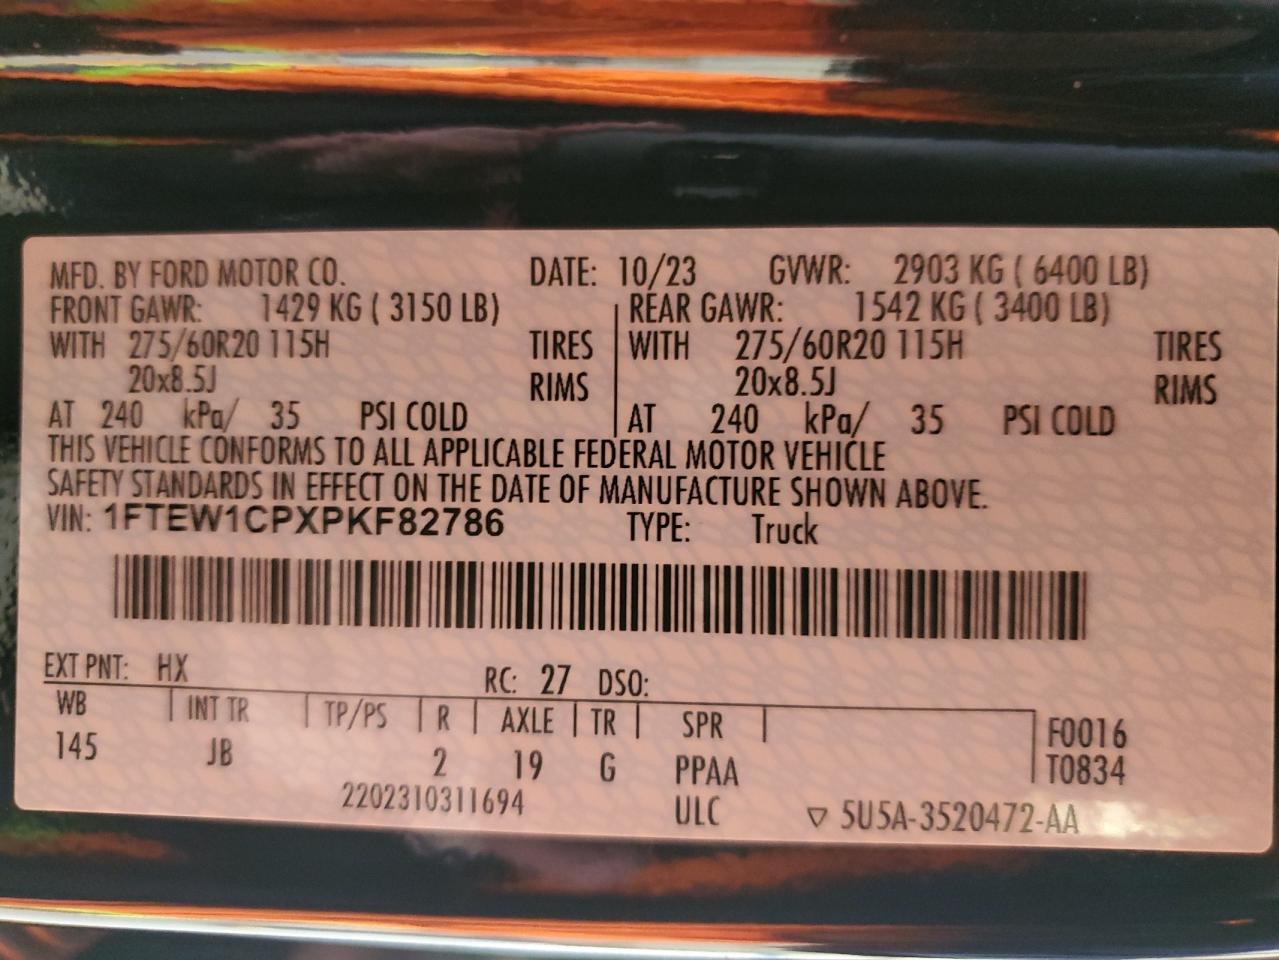 MFD. BY FORD MOTOR CO. DATE: 10/23 GVWR: 2903 KG ( 6400 LB)
FRONT GAWR: 1429 KG ( 3150 LB) REAR GAWR: 1542 KG ( 3400 LB)
WITH 275/60R20 115H TIRES WITH 275/60R20 115H TIRES
20x8.5J RIMS 20x8.5J RIMS
AT 240 kPa/ 35 PSI COLD AT 240 kPa/ 35 PSI COLD
THIS VEHICLE CONFORMS TO ALL APPLICABLE FEDERAL MOTOR VEHICLE
SAFETY STANDARDS IN EFFECT ON THE DATE OF MANUFACTURE SHOWN ABOVE.
VIN: 1FTEW1CPXPKF82786 TYPE: Truck
EXT PNT: HX RC: 27 DSO:
WB INT TR TP/PS R AXLE TR SPR F0016
145 JB 2 19 G PPAA T0834
2202310311694 ULC ▽ 5U5A-3520472-AA